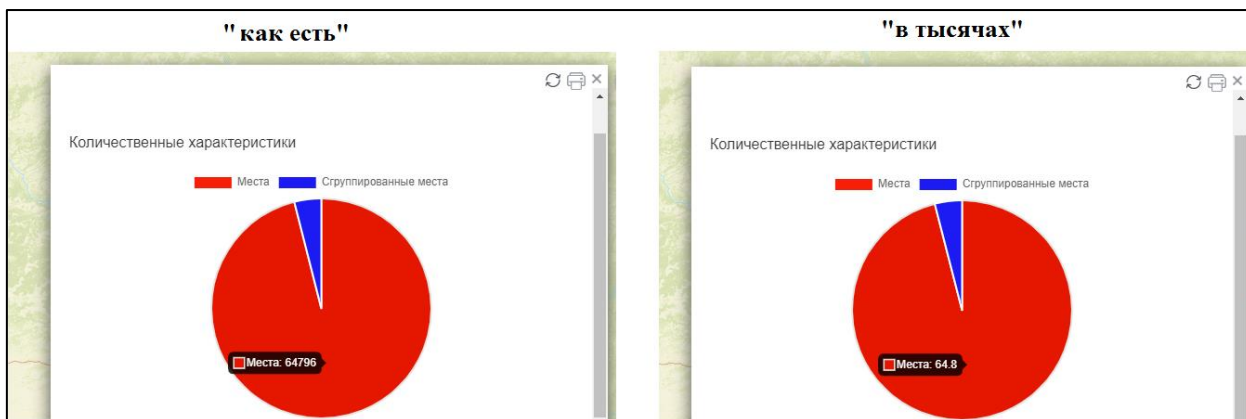 "как есть"
Количественные характеристики
Места Сгруппированные места
Места: 64796
"в тысячах"
Количественные характеристики
Места Сгруппированные места
Места: 64.8